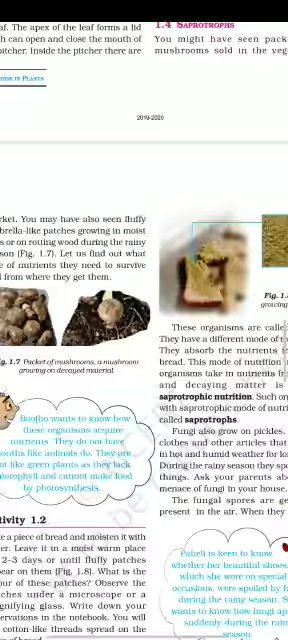 af. The apex of the leaf forms a lid
h can open and close the mouth of
pitcher. Inside the pitcher there are
TION IN PLANTS
1.4 SAPROTROPHS
You might have seen pack
mushrooms sold in the veg
2019-2020
rket. You may have also seen fluffy
brella-like patches growing in moist
s or on rotting wood during the rainy
son (Fig. 1.7). Let us find out what
e of nutrients they need to survive
l from where they get them.
g. 1.7 Packet of mushrooms, a mushroom
growing on decayed material
Boojho wants to know how
these organisms acquire
nutrients. They do not have
mouths like animals do. They are
not like green plants as they lack
chlorophyll and cannot make food
by photosynthesis.
tivity 1.2
ke a piece of bread and moisten it with
er. Leave it in a moist warm place
2–3 days or until fluffy patches
pear on them (Fig. 1.8). What is the
our of these patches? Observe the
ches under a microscope or a
gnifying glass. Write down your
ervations in the notebook. You will
cotton-like threads spread on the
Fig. 1.8
growing
These organisms are calle
They have a different mode of n
They absorb the nutrients fr
bread. This mode of nutrition
organisms take in nutrients fr
and decaying matter is
saprotrophic nutrition. Such org
with saprotrophic mode of nutri
called saprotrophs.
Fungi also grow on pickles,
clothes and other articles that
in hot and humid weather for lon
During the rainy season they spo
things. Ask your parents abo
menace of fungi in your house.
The fungal spores are ge
present in the air. When they
Paheli is keen to know
whether her beautiful shoes,
which she wore on special
occasions, were spoiled by fu
during the rainy season. S
wants to know how fungi app
suddenly during the rain
season.